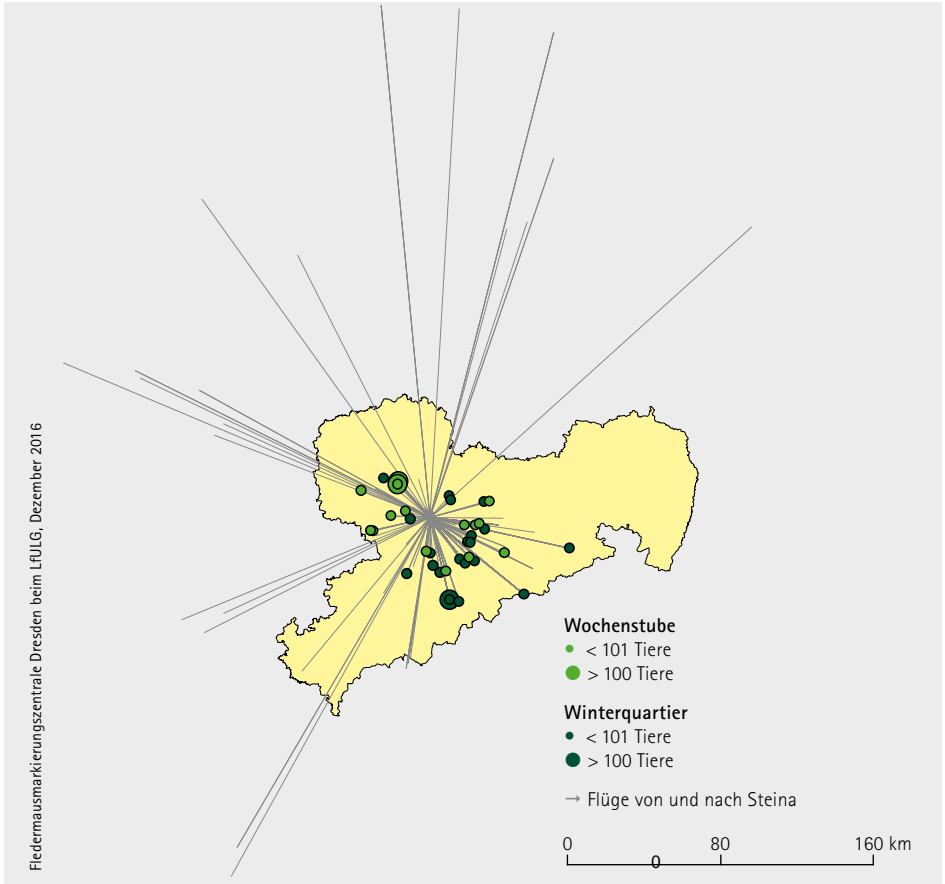 Fledermausmarkierungszentrale Dresden beim LfULG, Dezember 2016
Wochenstube
< 101 Tiere
> 100 Tiere
Winterquartier
< 101 Tiere
> 100 Tiere
→ Flüge von und nach Steina
0 80 160 km
0